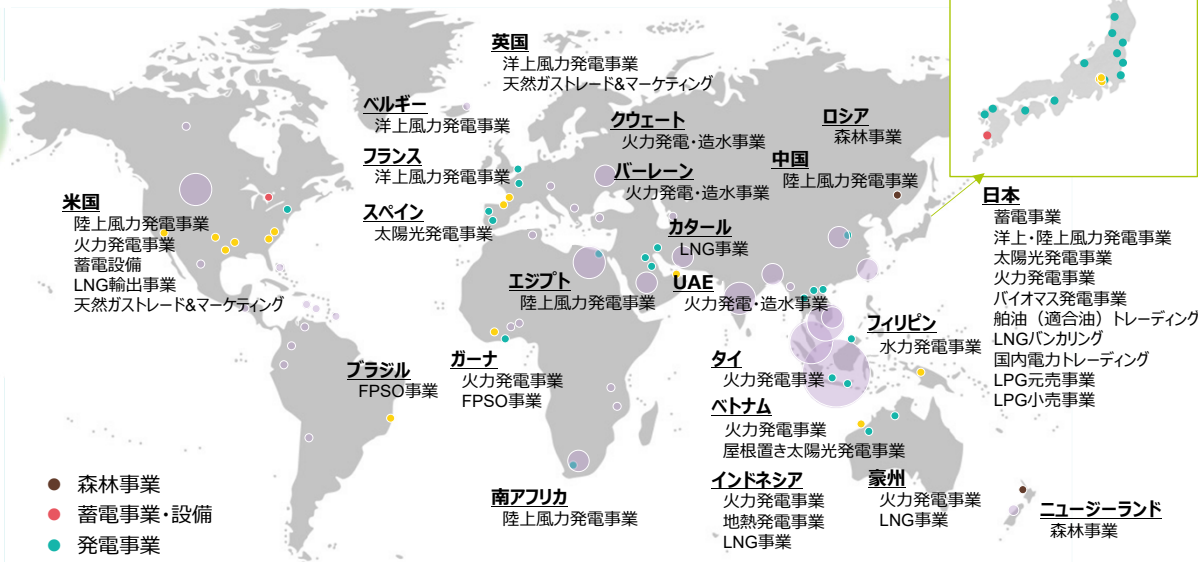 英国
洋上風力発電事業
天然ガストレード&マーケティング
ベルギー
洋上風力発電事業
フランス
洋上風力発電事業
スペイン
太陽光発電事業
クウェート
火力発電・造水事業
バーレーン
火力発電・造水事業
カタール
LNG事業
UAE
火力発電・造水事業
ロシア
森林事業
中国
陸上風力発電事業
米国
陸上風力発電事業
火力発電事業
蓄電設備
LNG輸出事業
天然ガストレード&マーケティング
エジプト
陸上風力発電事業
ブラジル
FPSO事業
ガーナ
火力発電事業
FPSO事業
南アフリカ
陸上風力発電事業
フィリピン
水力発電事業
タイ
火力発電事業
ベトナム
火力発電事業
屋根置き太陽光発電事業
インドネシア
火力発電事業
地熱発電事業
LNG事業
豪州
火力発電事業
LNG事業
日本
蓄電事業
洋上・陸上風力発電事業
太陽光発電事業
火力発電事業
バイオマス発電事業
舶油（適合油）トレーディング
LNGバンカリング
国内電力トレーディング
LPG元売事業
LPG小売事業
ニュージーランド
森林事業
森林事業
蓄電事業・設備
発電事業